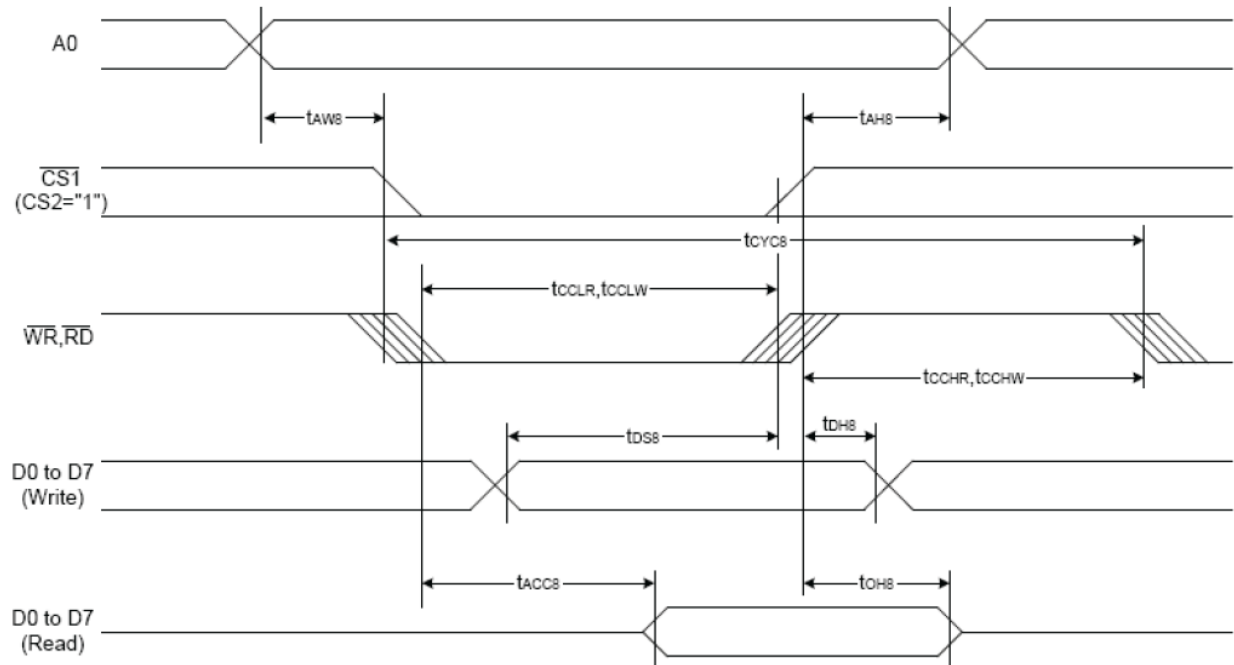 A0
tAW8
tAH8
CS1
(CS2="1")
tCYC8
tCCLR,tCCLW
WR,RD
tCCHR,tCCHW
tDS8
tDH8
D0 to D7
(Write)
tACC8
tOH8
D0 to D7
(Read)